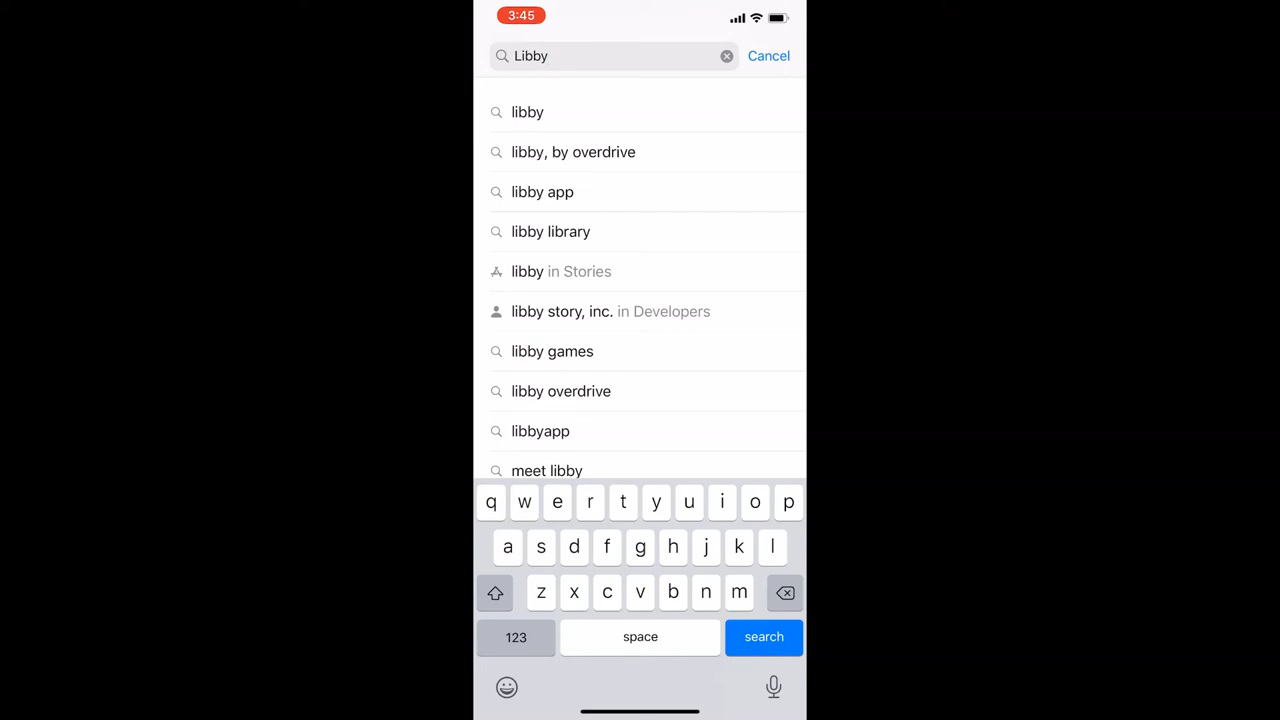 3:45
Libby
Cancel
libby
libby, by overdrive
libby app
libby library
libby in Stories
libby story, inc. in Developers
libby games
libby overdrive
libbyapp
meet libby
q w e r t y u i o p
a s d f g h j k l
z x c v b n m
123 space search